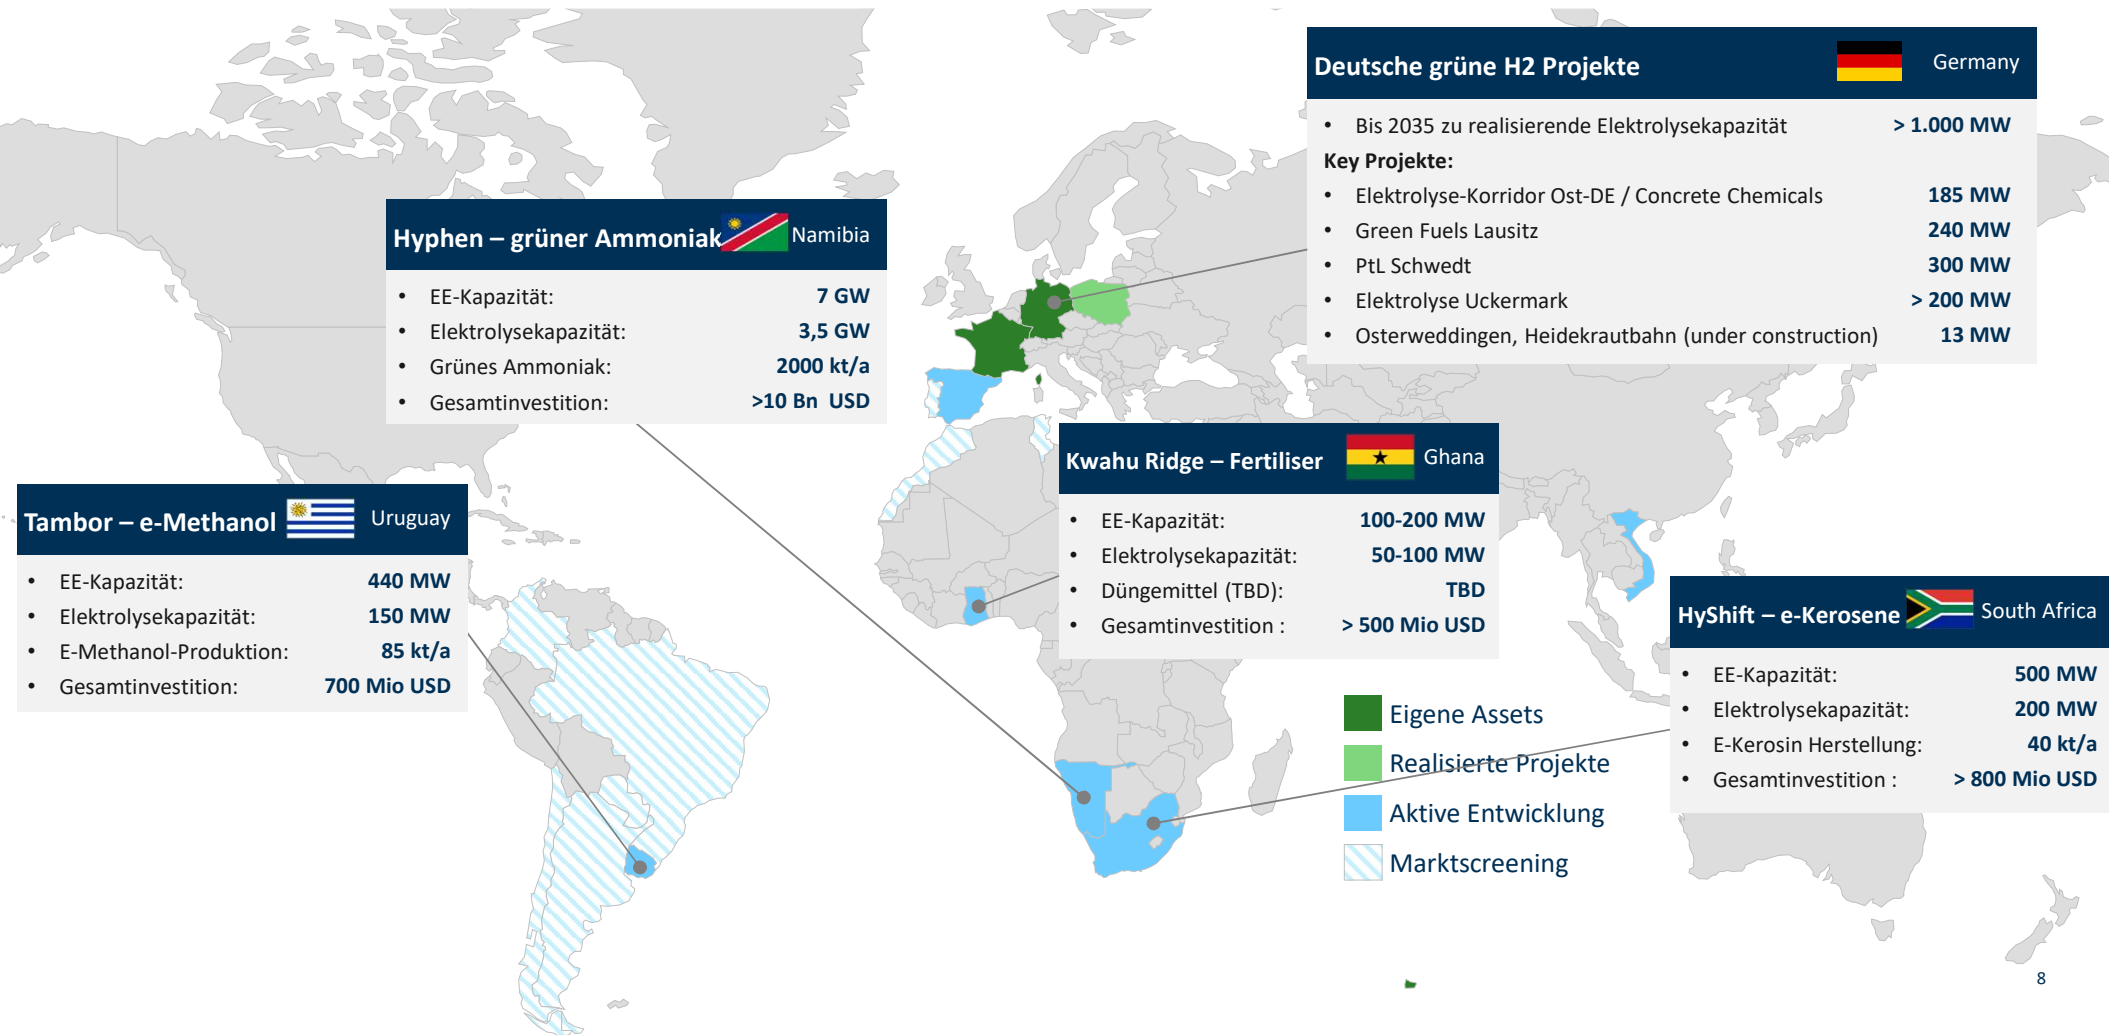 Deutsche grüne H2 Projekte Germany
• Bis 2035 zu realisierende Elektrolysekapazität > 1.000 MW
Key Projekte:
• Elektrolyse-Korridor Ost-DE / Concrete Chemicals 185 MW
• Green Fuels Lausitz 240 MW
• PtL Schwedt 300 MW
• Elektrolyse Uckermark > 200 MW
• Osterweddingen, Heidekrautbahn (under construction) 13 MW
Hyphen – grüner Ammoniak Namibia
• EE-Kapazität: 7 GW
• Elektrolysekapazität: 3,5 GW
• Grünes Ammoniak: 2000 kt/a
• Gesamtinvestition: >10 Bn USD
Kwahu Ridge – Fertiliser Ghana
• EE-Kapazität: 100-200 MW
• Elektrolysekapazität: 50-100 MW
• Düngemittel (TBD): TBD
• Gesamtinvestition : > 500 Mio USD
Tambor – e-Methanol Uruguay
• EE-Kapazität: 440 MW
• Elektrolysekapazität: 150 MW
• E-Methanol-Produktion: 85 kt/a
• Gesamtinvestition: 700 Mio USD
HyShift – e-Kerosene South Africa
• EE-Kapazität: 500 MW
• Elektrolysekapazität: 200 MW
• E-Kerosin Herstellung: 40 kt/a
• Gesamtinvestition : > 800 Mio USD
Eigene Assets
Realisierte Projekte
Aktive Entwicklung
Marktscreening
8